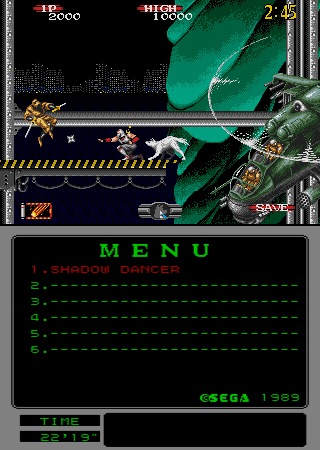 1P HIGH 2:45
2000 10000
SAVE
MENU
1.SHADOW DANCER
2.--------------------------
3.--------------------------
4.--------------------------
5.--------------------------
6.--------------------------
©SEGA 1989
TIME
22'19"